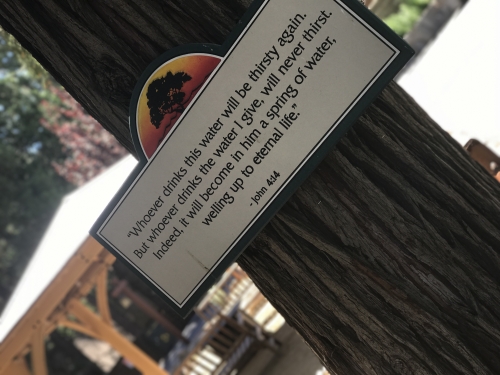 "Whoever drinks this water will be thirsty again.
But whoever drinks the water I give, will never thirst.
Indeed, it will become in him a spring of water,
welling up to eternal life."
- John 4:14